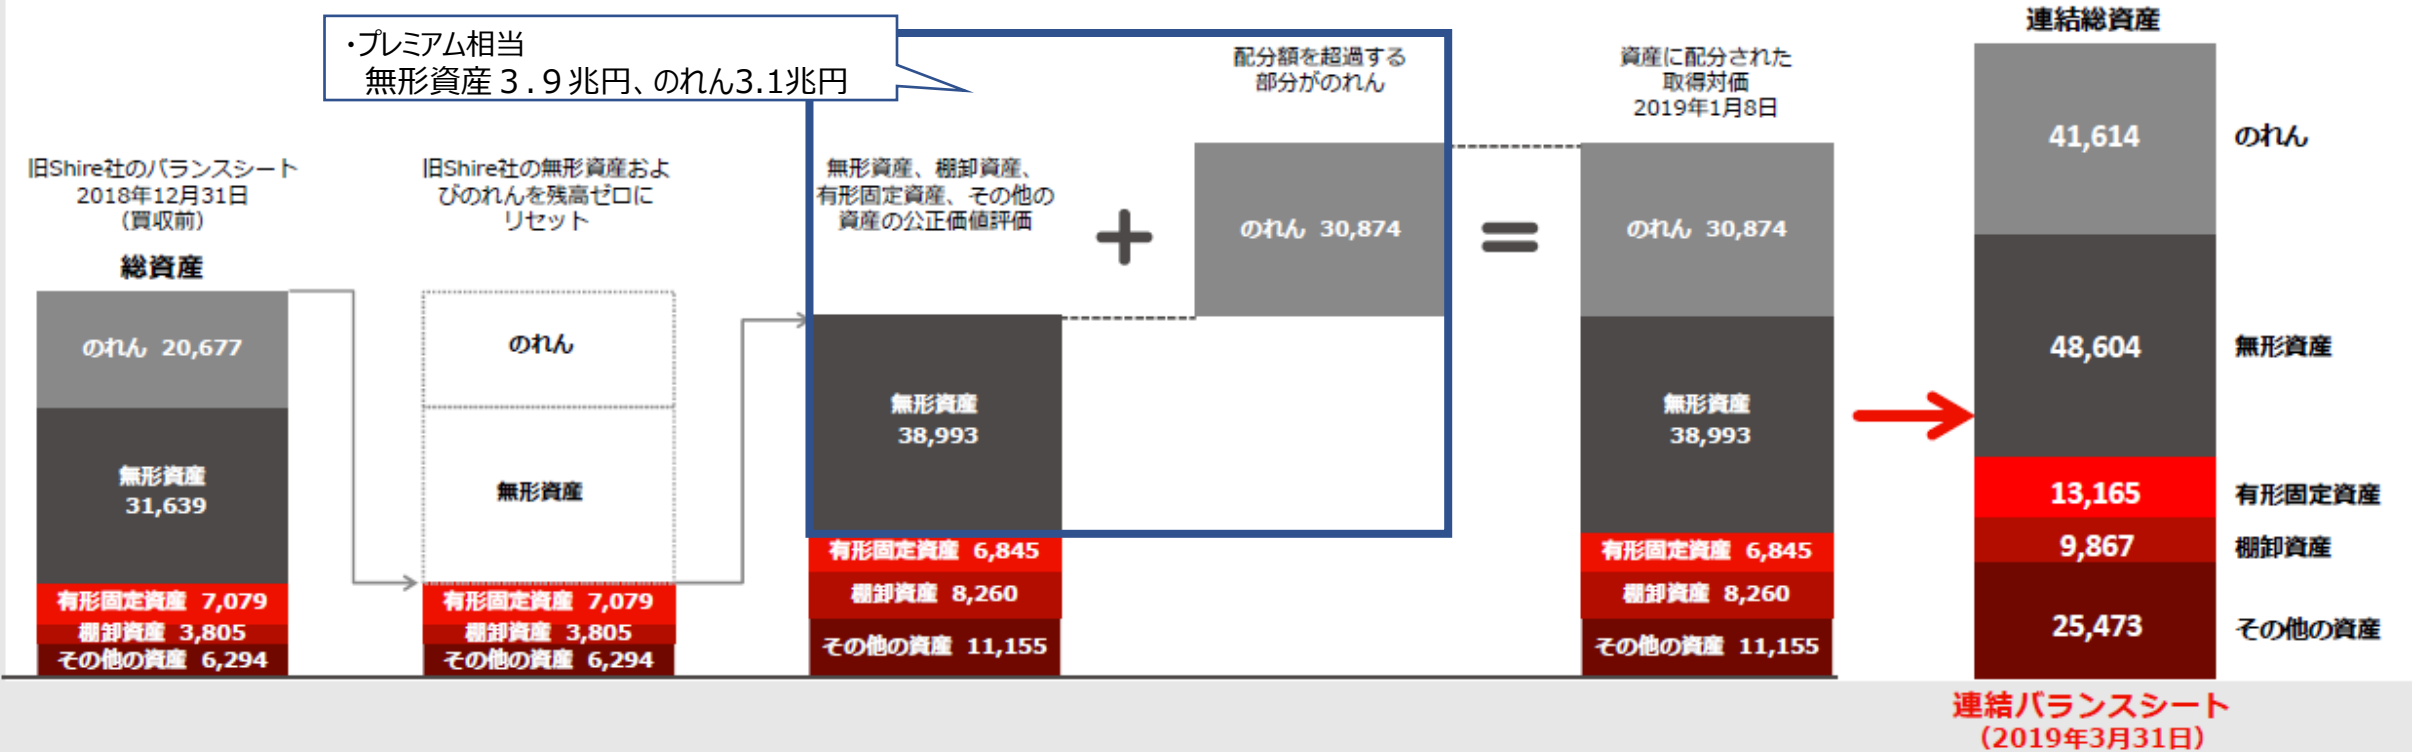 ・プレミアム相当
無形資産３.９兆円、のれん3.1兆円
旧Shire社のバランスシート
2018年12月31日
（買収前）
総資産
のれん 20,677
無形資産
31,639
有形固定資産 7,079
棚卸資産 3,805
その他の資産 6,294
旧Shire社の無形資産およ
びのれんを残高ゼロに
リセット
のれん
無形資産
有形固定資産 7,079
棚卸資産 3,805
その他の資産 6,294
無形資産、棚卸資産、
有形固定資産、その他の
資産の公正価値評価
無形資産
38,993
有形固定資産 6,845
棚卸資産 8,260
その他の資産 11,155
+
配分額を超過する
部分がのれん
のれん 30,874
=
資産に配分された
取得対価
2019年1月8日
のれん 30,874
無形資産
38,993
有形固定資産 6,845
棚卸資産 8,260
その他の資産 11,155
連結総資産
41,614 のれん
48,604 無形資産
13,165 有形固定資産
9,867 棚卸資産
25,473 その他の資産
連結バランスシート
（2019年3月31日）